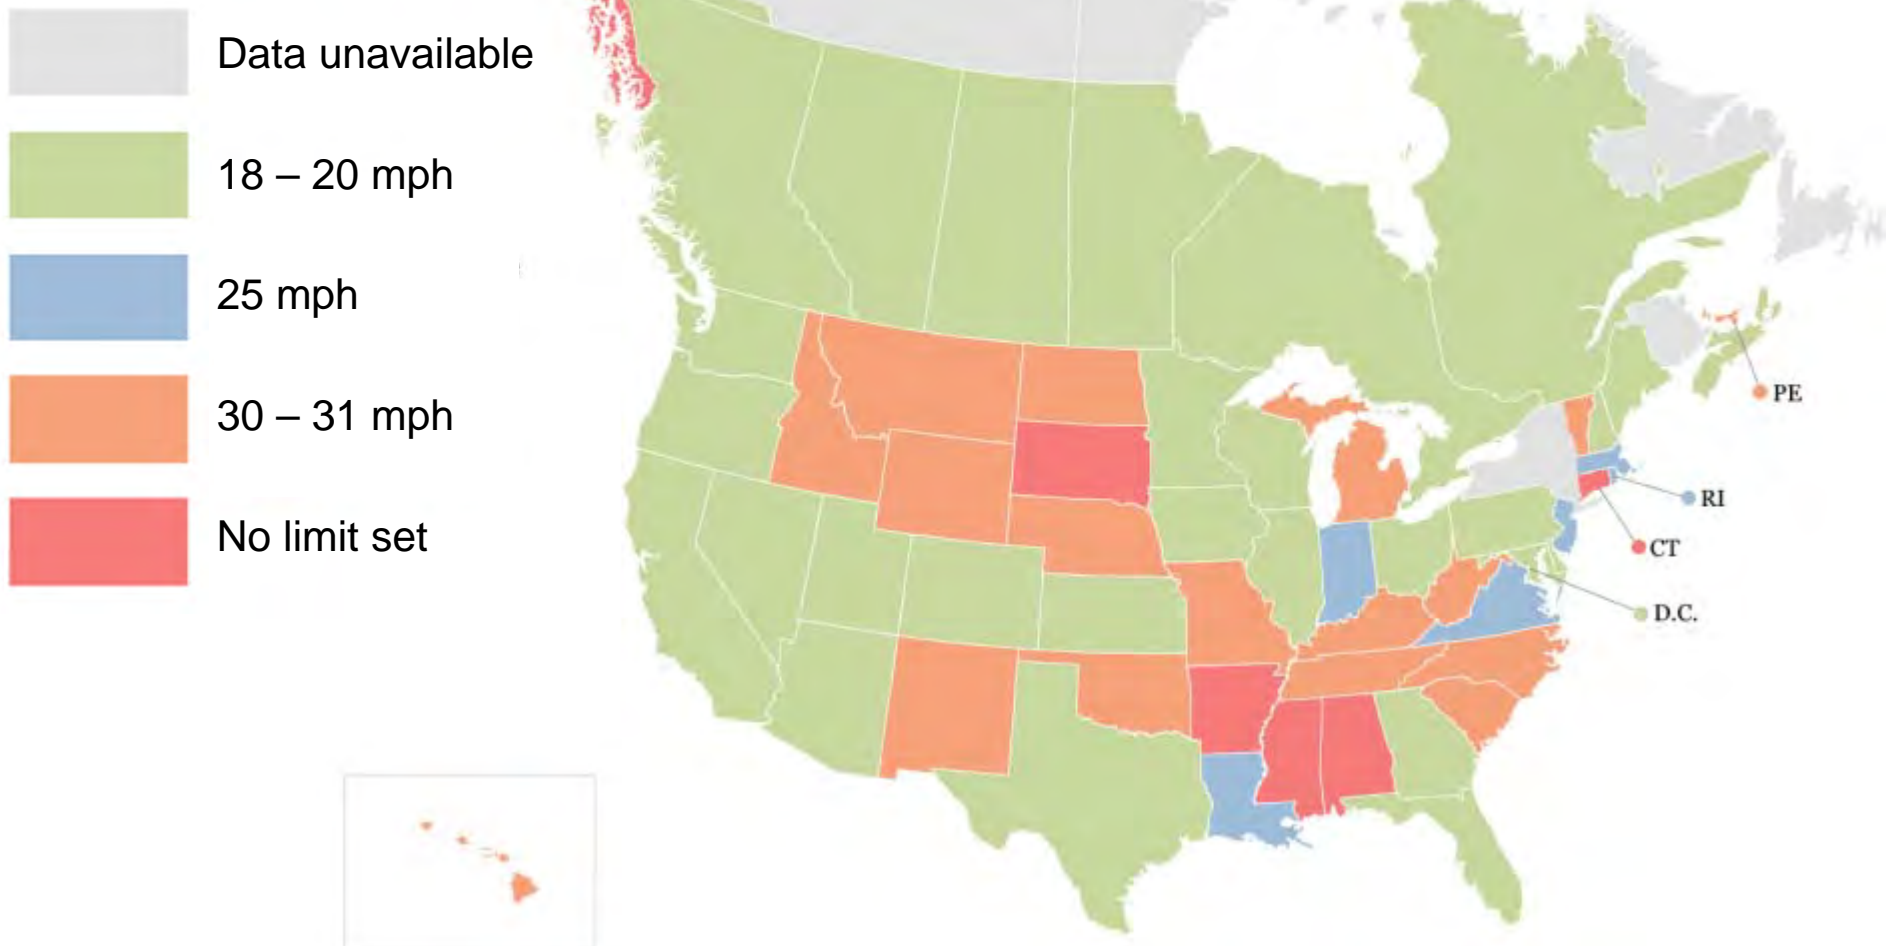 Data unavailable
18 – 20 mph
25 mph
30 – 31 mph
No limit set
PE
RI
CT
D.C.